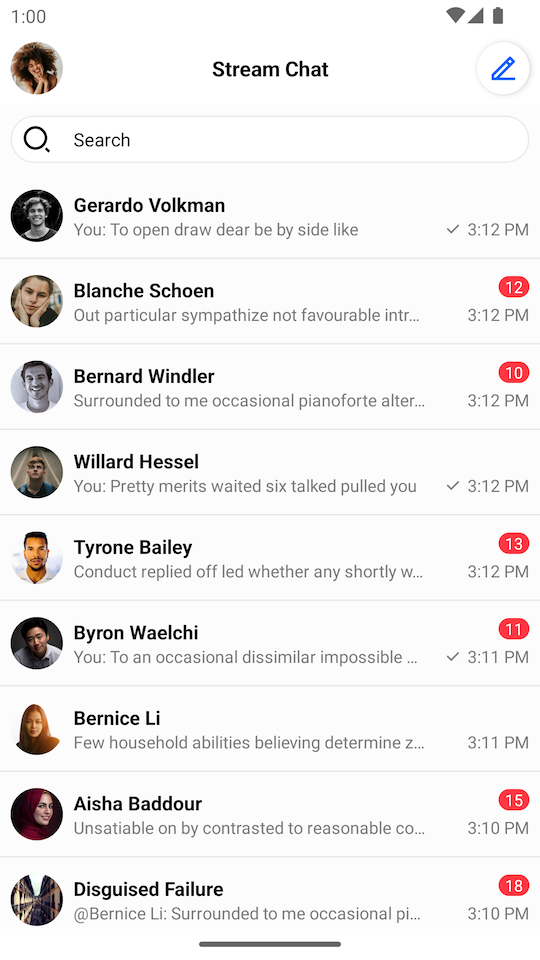 1:00
Stream Chat
Search
Gerardo Volkman
You: To open draw dear be by side like 3:12 PM
Blanche Schoen 12
Out particular sympathize not favourable intr... 3:12 PM
Bernard Windler 10
Surrounded to me occasional pianoforte alter... 3:12 PM
Willard Hessel
You: Pretty merits waited six talked pulled you 3:12 PM
Tyrone Bailey 13
Conduct replied off led whether any shortly w... 3:12 PM
Byron Waelchi 11
You: To an occasional dissimilar impossible ... 3:11 PM
Bernice Li
Few household abilities believing determine z... 3:11 PM
Aisha Baddour 15
Unsatiable on by contrasted to reasonable co... 3:10 PM
Disguised Failure 18
@Bernice Li: Surrounded to me occasional pi... 3:10 PM